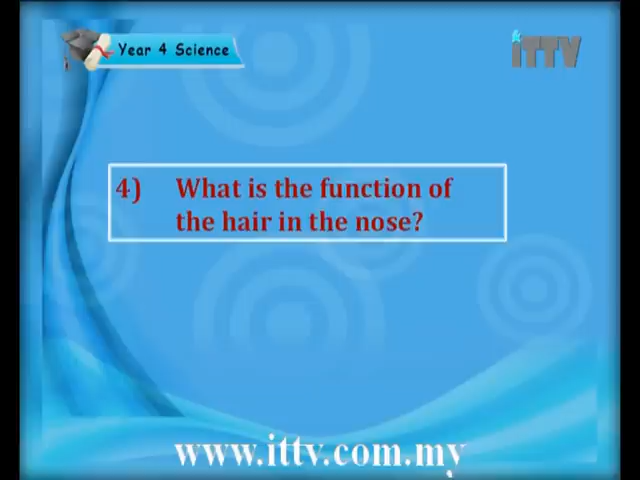 Year 4 Science
iTTV
4) What is the function of
the hair in the nose?
www.ittv.com.my